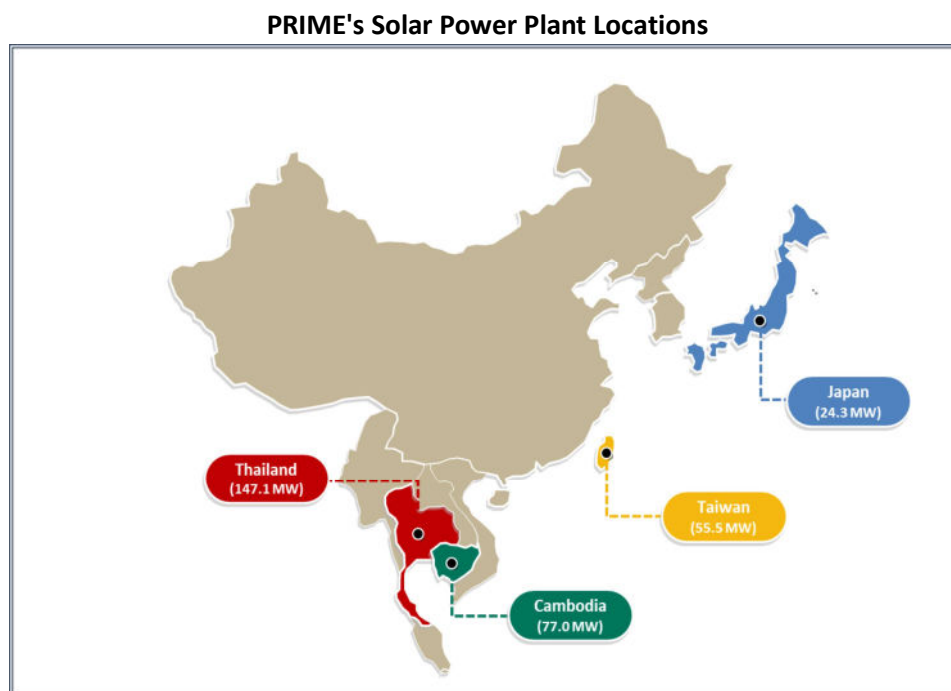 PRIME's Solar Power Plant Locations
Japan
(24.3 MW)
Thailand
(147.1 MW)
Taiwan
(55.5 MW)
Cambodia
(77.0 MW)